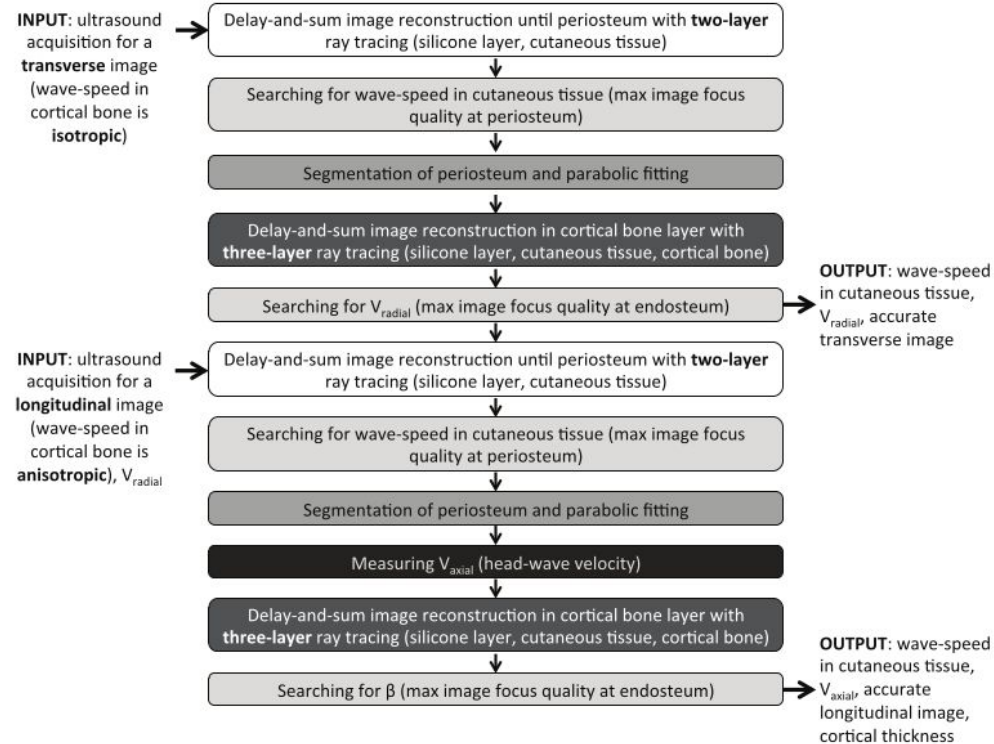 INPUT: ultrasound
acquisition for a
transverse image
(wave-speed in
cortical bone is
isotropic)
Delay-and-sum image reconstruction until periosteum with two-layer
ray tracing (silicone layer, cutaneous tissue)
Searching for wave-speed in cutaneous tissue (max image focus
quality at periosteum)
Segmentation of periosteum and parabolic fitting
Delay-and-sum image reconstruction in cortical bone layer with
three-layer ray tracing (silicone layer, cutaneous tissue, cortical bone)
Searching for Vradial (max image focus quality at endosteum)
OUTPUT: wave-speed
in cutaneous tissue,
Vradial, accurate
transverse image
INPUT: ultrasound
acquisition for a
longitudinal image
(wave-speed in
cortical bone is
anisotropic), Vradial
Delay-and-sum image reconstruction until periosteum with two-layer
ray tracing (silicone layer, cutaneous tissue)
Searching for wave-speed in cutaneous tissue (max image focus
quality at periosteum)
Segmentation of periosteum and parabolic fitting
Measuring Vaxial (head-wave velocity)
Delay-and-sum image reconstruction in cortical bone layer with
three-layer ray tracing (silicone layer, cutaneous tissue, cortical bone)
Searching for β (max image focus quality at endosteum)
OUTPUT: wave-speed
in cutaneous tissue,
Vaxial, accurate
longitudinal image,
cortical thickness